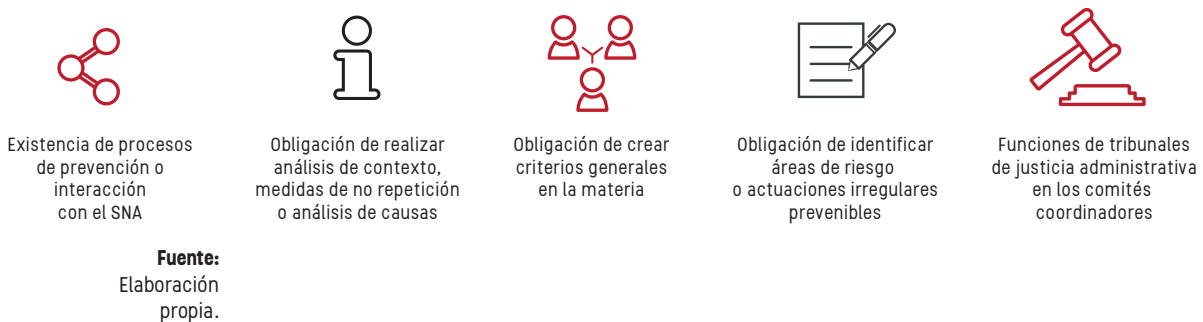 Existencia de procesos
de prevención o
interacción
con el SNA
Obligación de realizar
análisis de contexto,
medidas de no repetición
o análisis de causas
Obligación de crear
criterios generales
en la materia
Obligación de identificar
áreas de riesgo
o actuaciones irregulares
prevenibles
Funciones de tribunales
de justicia administrativa
en los comités
coordinadores
Fuente:
Elaboración
propia.